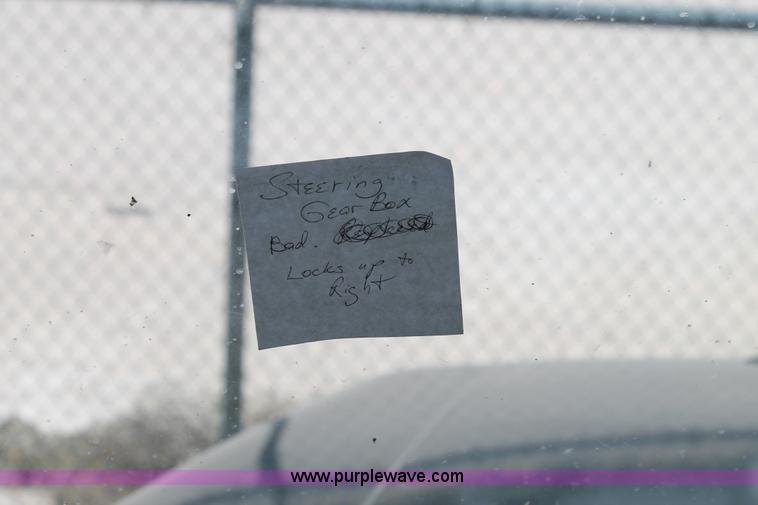 Steering
Gear Box
Bad.
Locks up to
Right
www.purplewave.com